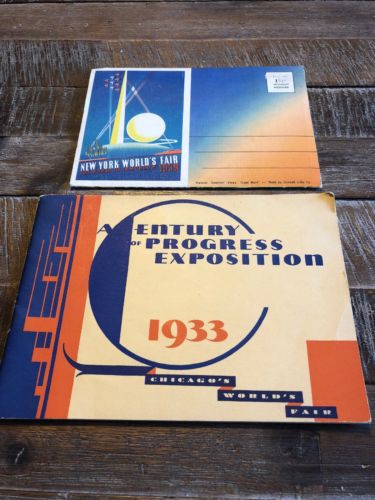 NEW YORK WORLD'S FAIR
1939
A CENTURY
OF PROGRESS
EXPOSITION
1933
CHICAGO'S
WORLD'S
FAIR